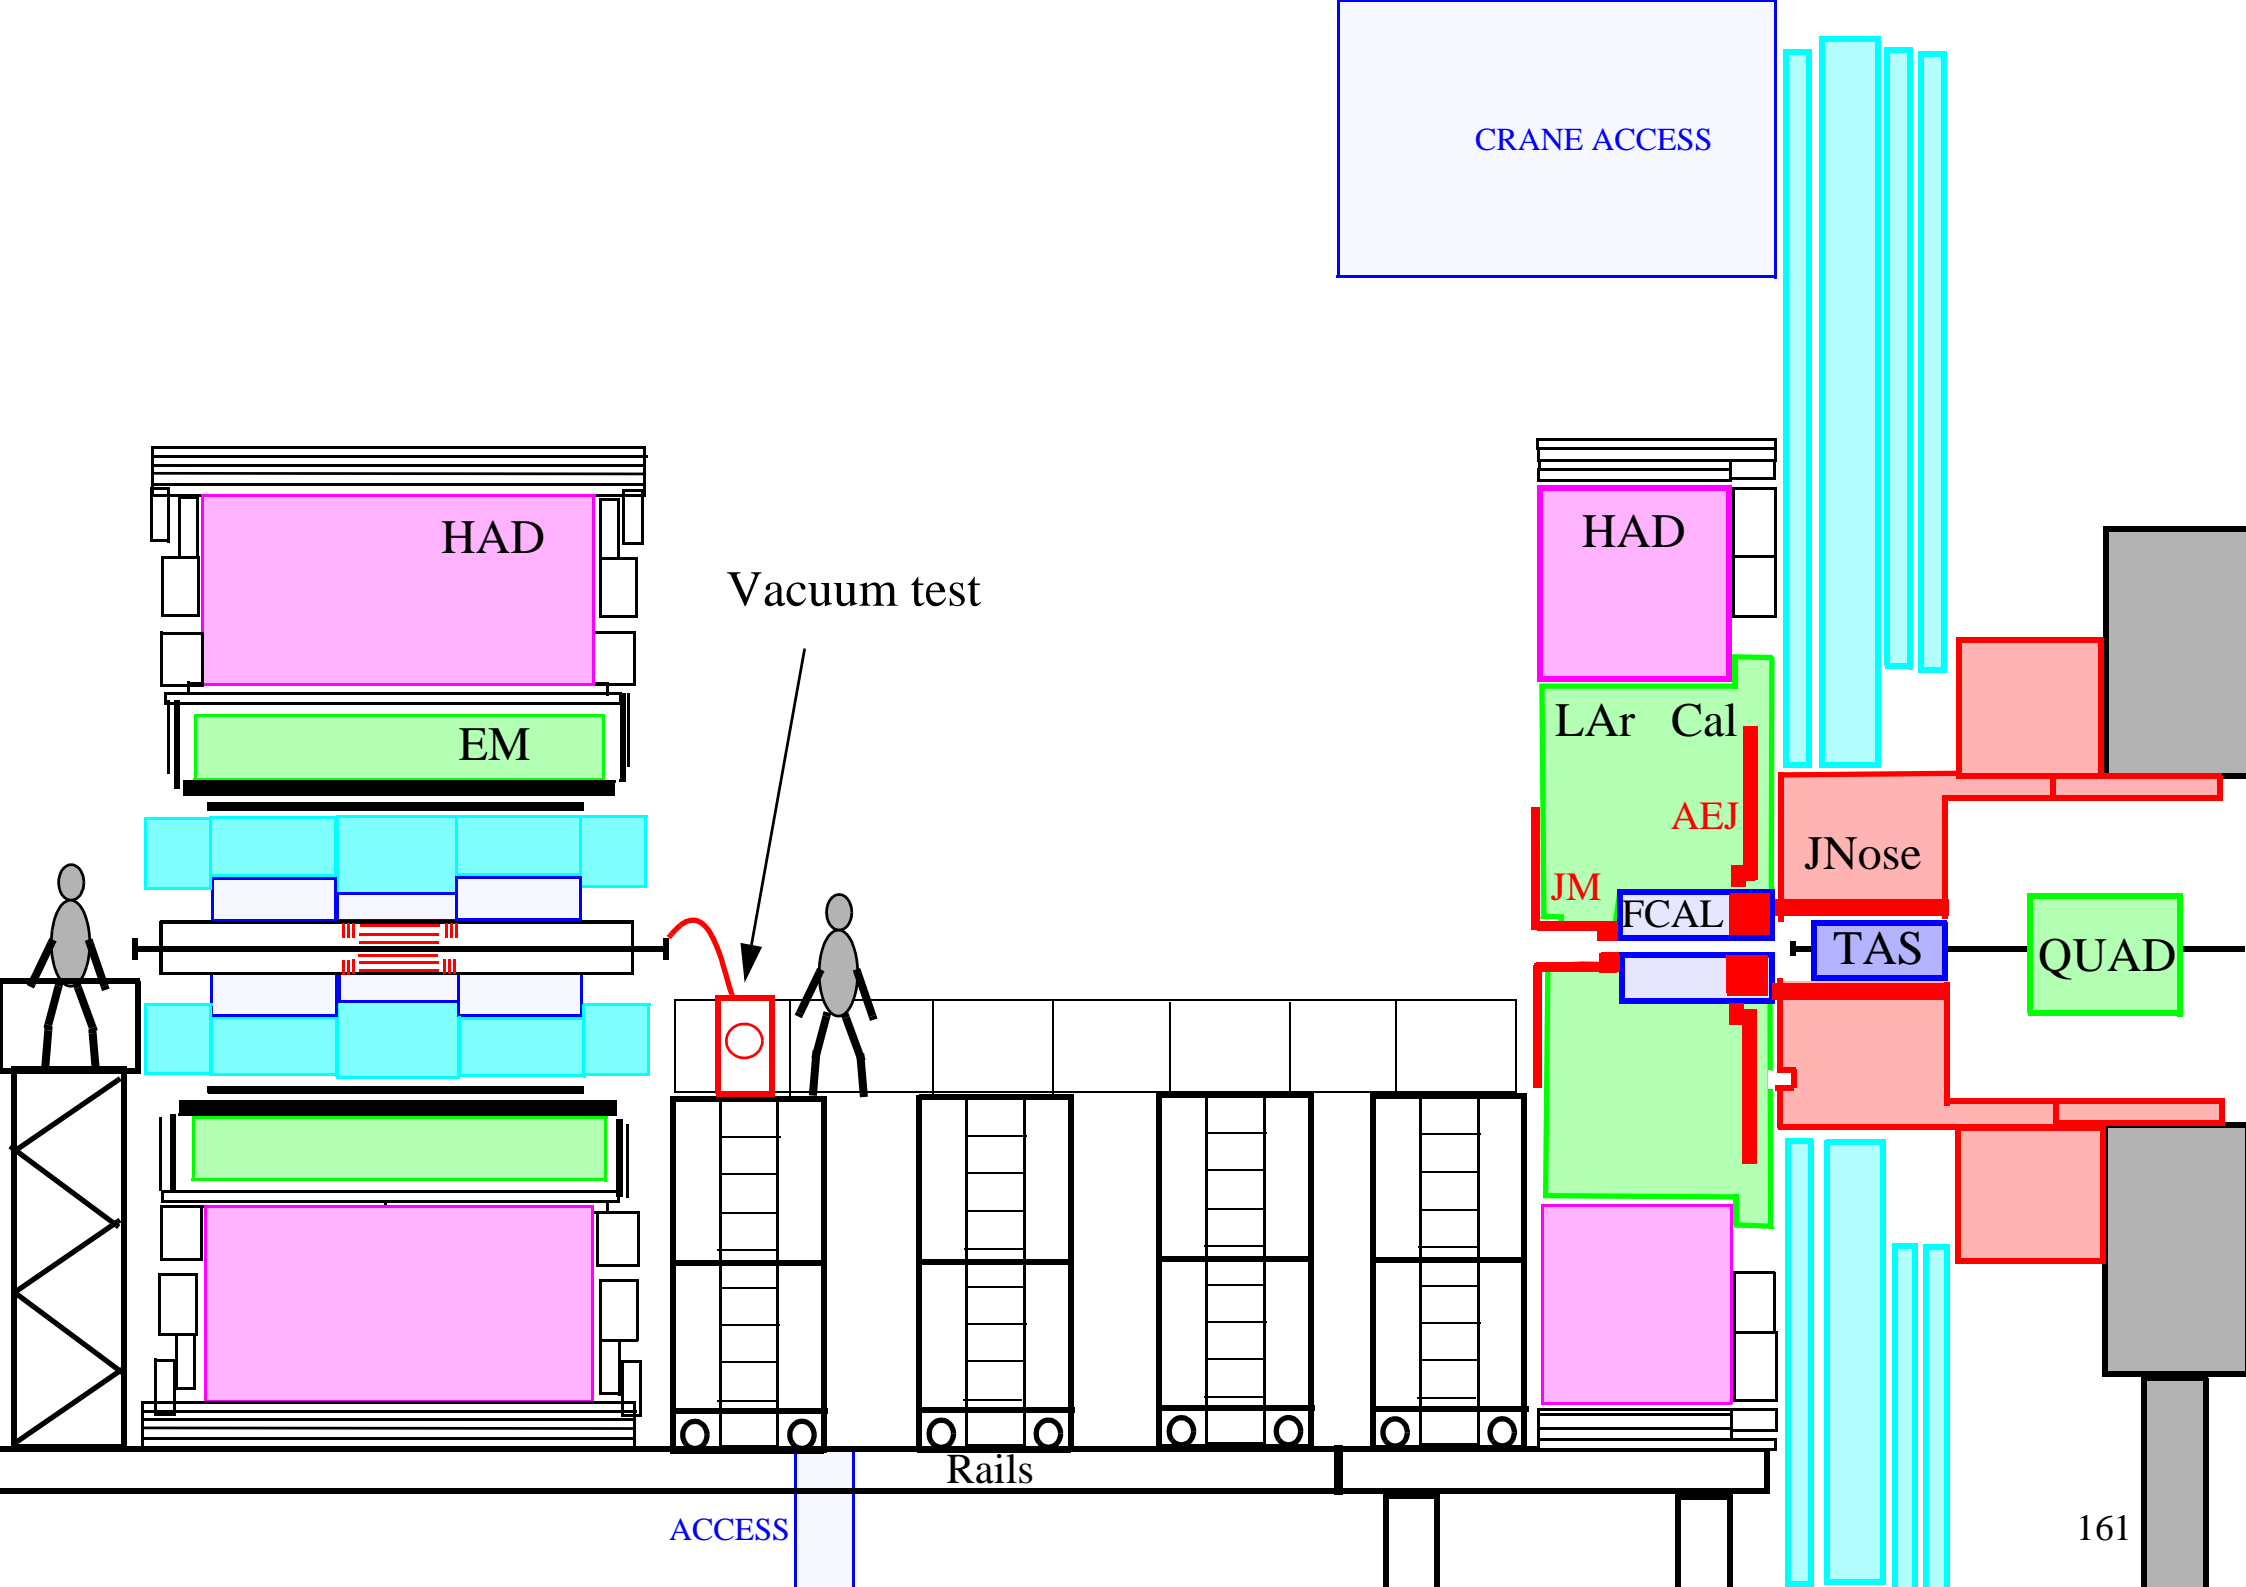 CRANE ACCESS
HAD
HAD
Vacuum test
LAr Cal
EM
AEJ
JNose
JM
FCAL
TAS
QUAD
Rails
ACCESS
161